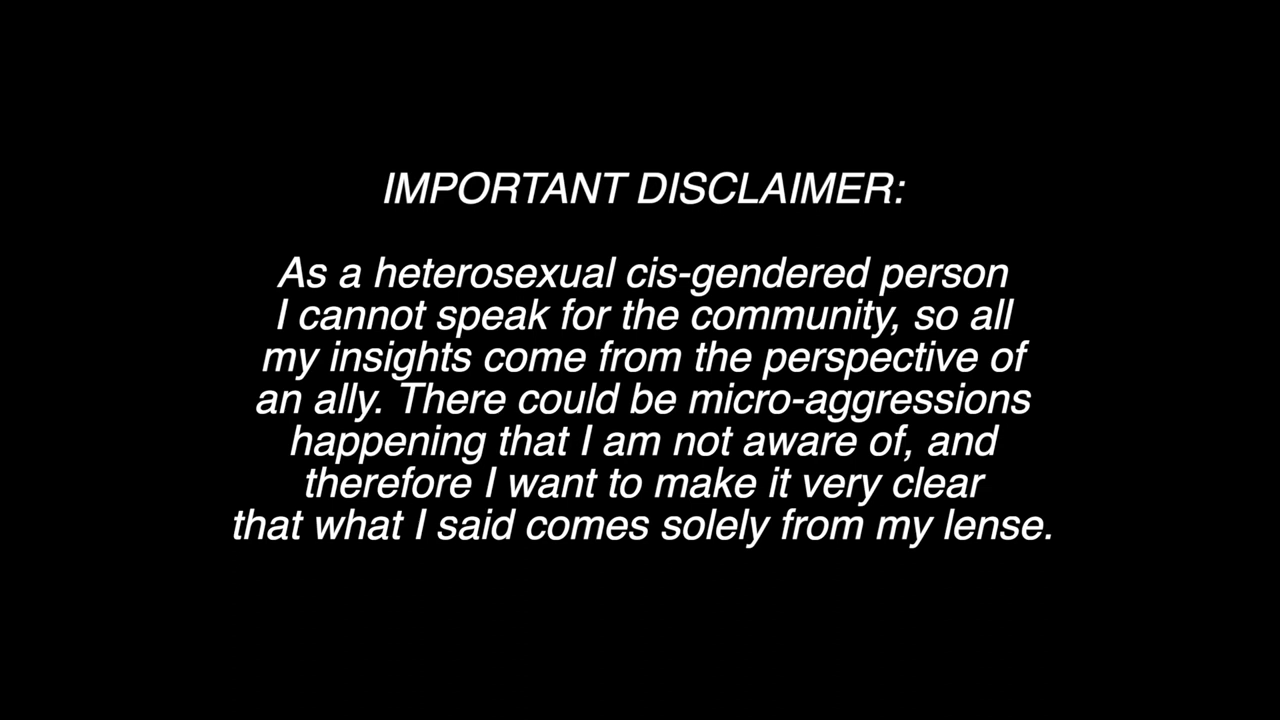 IMPORTANT DISCLAIMER:
As a heterosexual cis-gendered person
I cannot speak for the community, so all
my insights come from the perspective of
an ally. There could be micro-aggressions
happening that I am not aware of, and
therefore I want to make it very clear
that what I said comes solely from my lense.